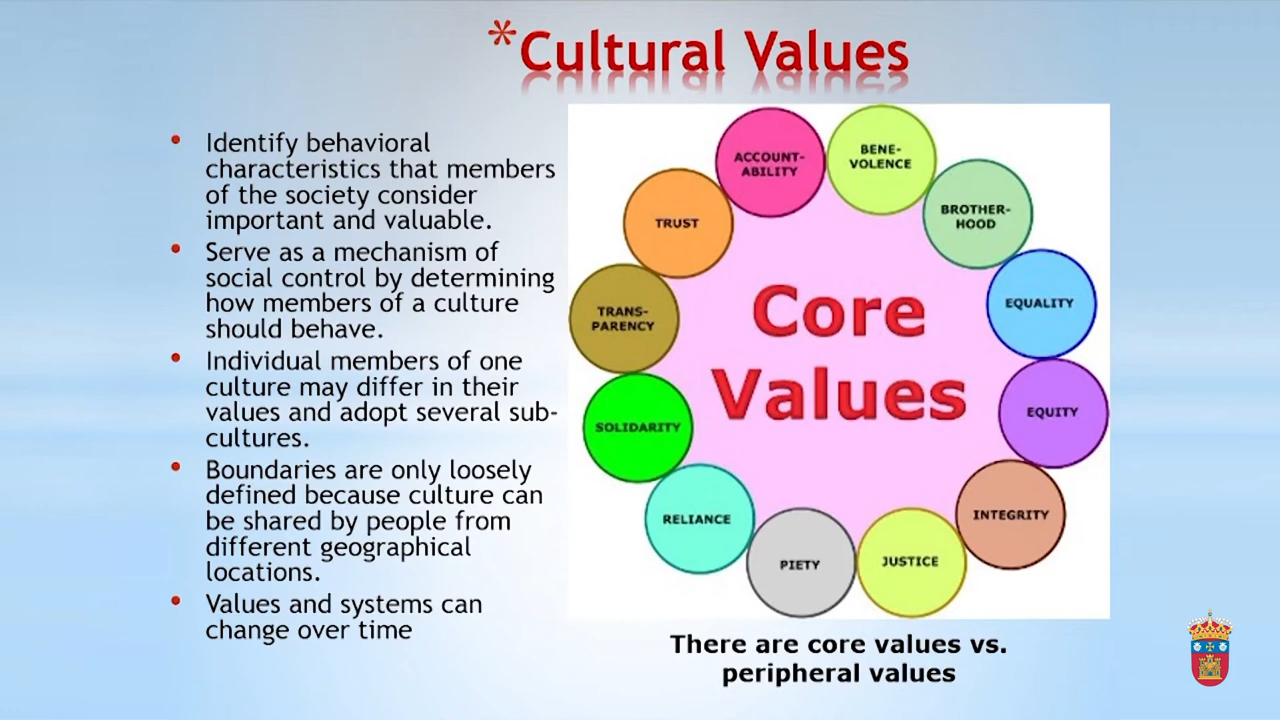 *Cultural Values
• Identify behavioral
characteristics that members
of the society consider
important and valuable.
• Serve as a mechanism of
social control by determining
how members of a culture
should behave.
• Individual members of one
culture may differ in their
values and adopt several sub-
cultures.
• Boundaries are only loosely
defined because culture can
be shared by people from
different geographical
locations.
• Values and systems can
change over time
ACCOUNT-
ABILITY
BENE-
VOLENCE
BROTHER-
HOOD
EQUALITY
EQUITY
INTEGRITY
JUSTICE
PIETY
RELIANCE
SOLIDARITY
TRANS-
PARENCY
TRUST
Core
Values
There are core values vs.
peripheral values